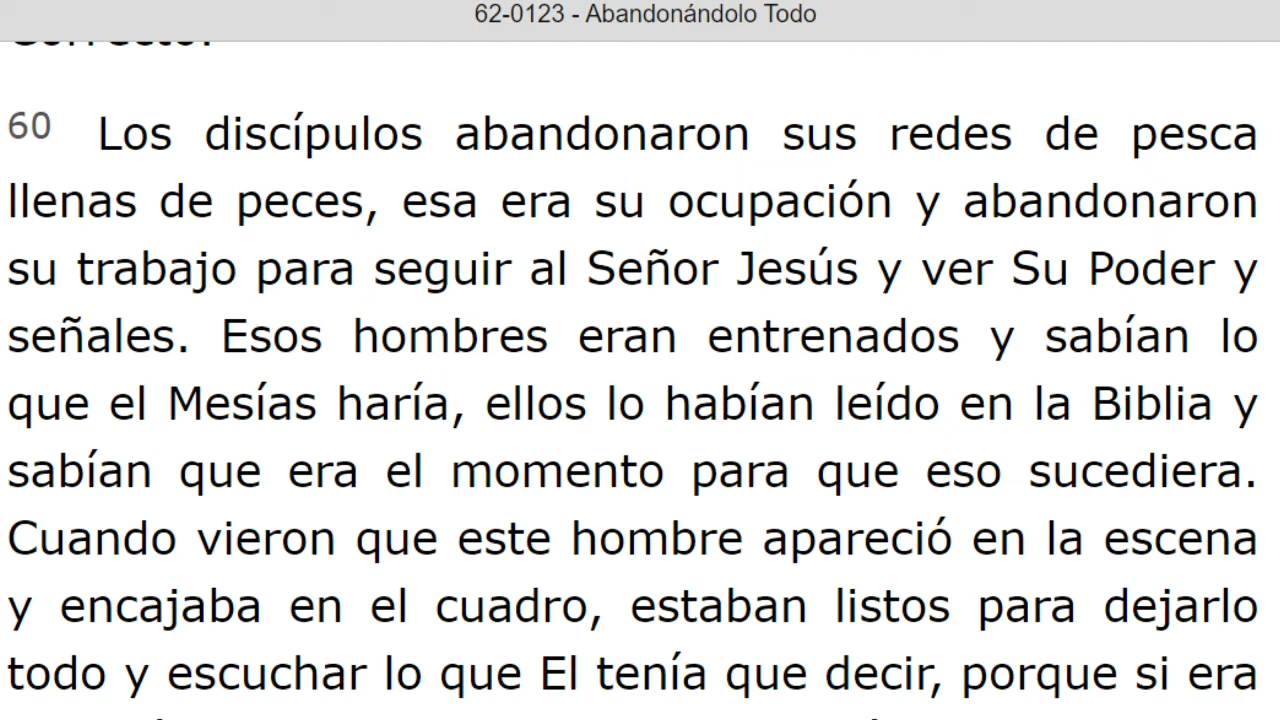 62-0123 - Abandonándolo Todo
60 Los discípulos abandonaron sus redes de pesca
llenas de peces, esa era su ocupación y abandonaron
su trabajo para seguir al Señor Jesús y ver Su Poder y
señales. Esos hombres eran entrenados y sabían lo
que el Mesías haría, ellos lo habían leído en la Biblia y
sabían que era el momento para que eso sucediera.
Cuando vieron que este hombre apareció en la escena
y encajaba en el cuadro, estaban listos para dejarlo
todo y escuchar lo que El tenía que decir, porque si era